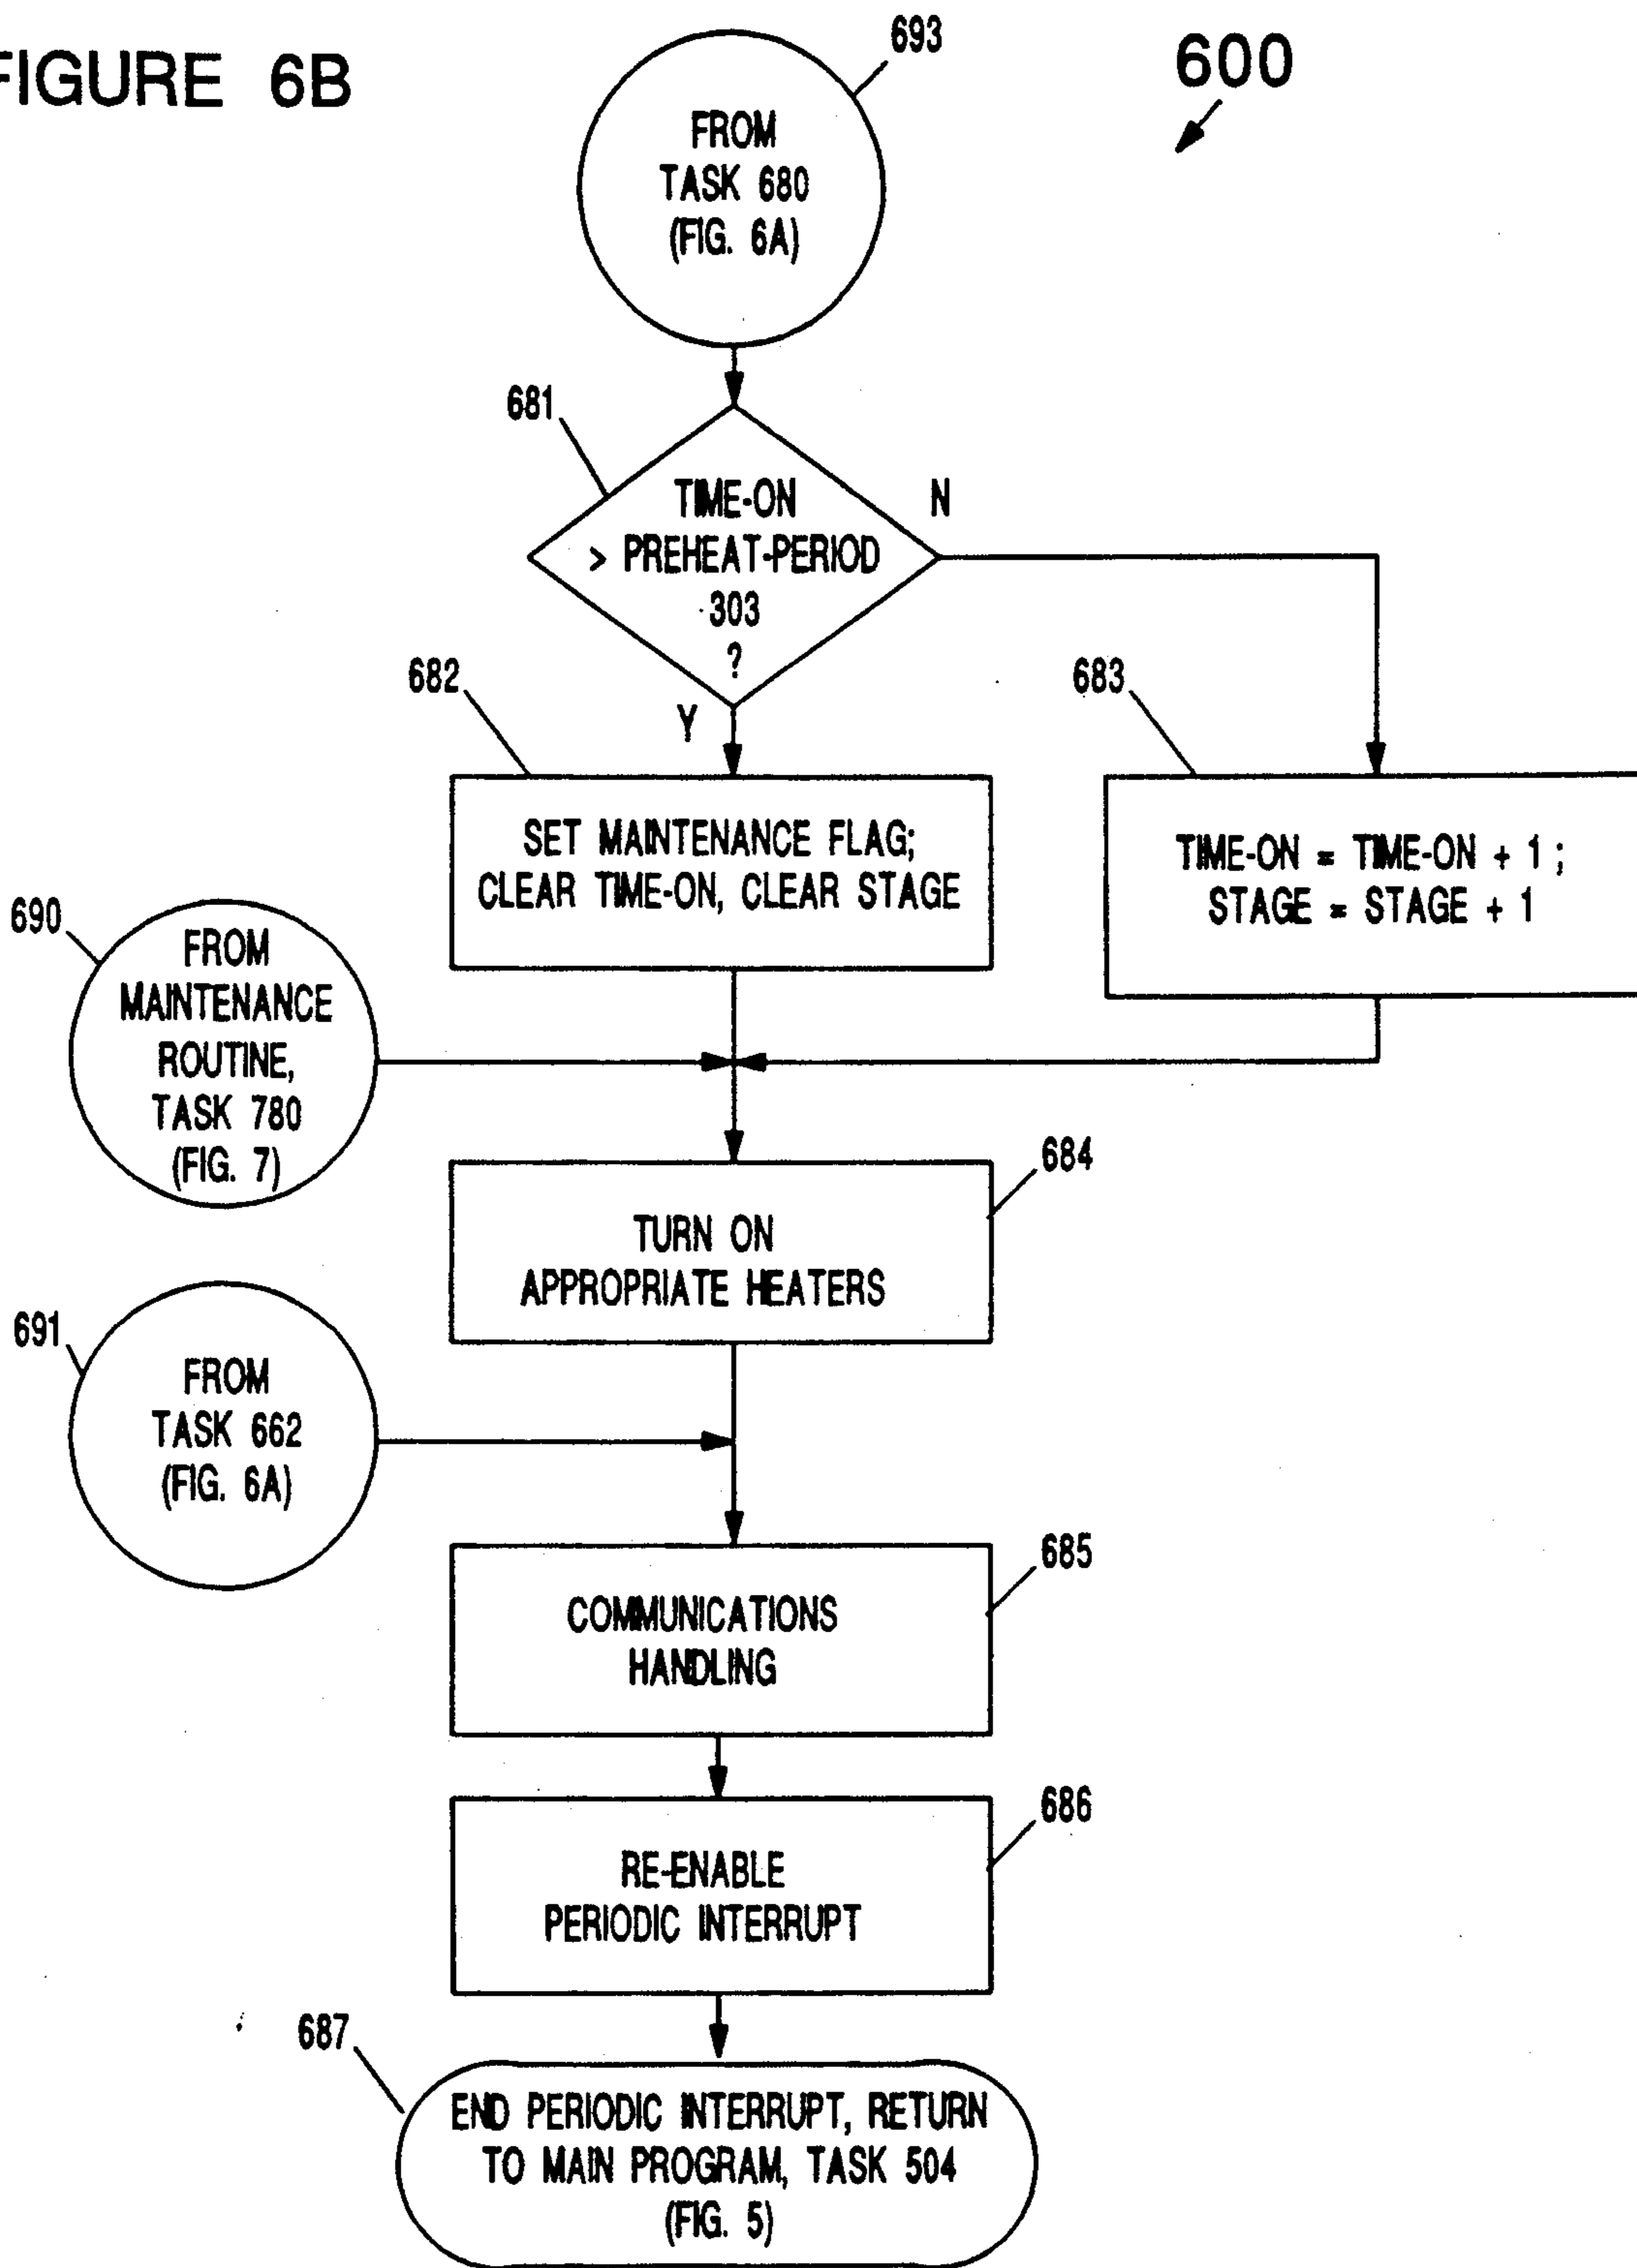 FIGURE 6B
693
600
FROM
TASK 680
(FIG. 6A)
681
TIME-ON
> PREHEAT-PERIOD
303
?
N
Y
682
683
SET MAINTENANCE FLAG;
CLEAR TIME-ON, CLEAR STAGE
TIME-ON = TIME-ON + 1 ;
STAGE = STAGE + 1
690
FROM
MAINTENANCE
ROUTINE,
TASK 780
(FIG. 7)
684
TURN ON
APPROPRIATE HEATERS
691
FROM
TASK 662
(FIG. 6A)
685
COMMUNICATIONS
HANDLING
686
RE-ENABLE
PERIODIC INTERRUPT
687
END PERIODIC INTERRUPT, RETURN
TO MAIN PROGRAM, TASK 504
(FIG. 5)